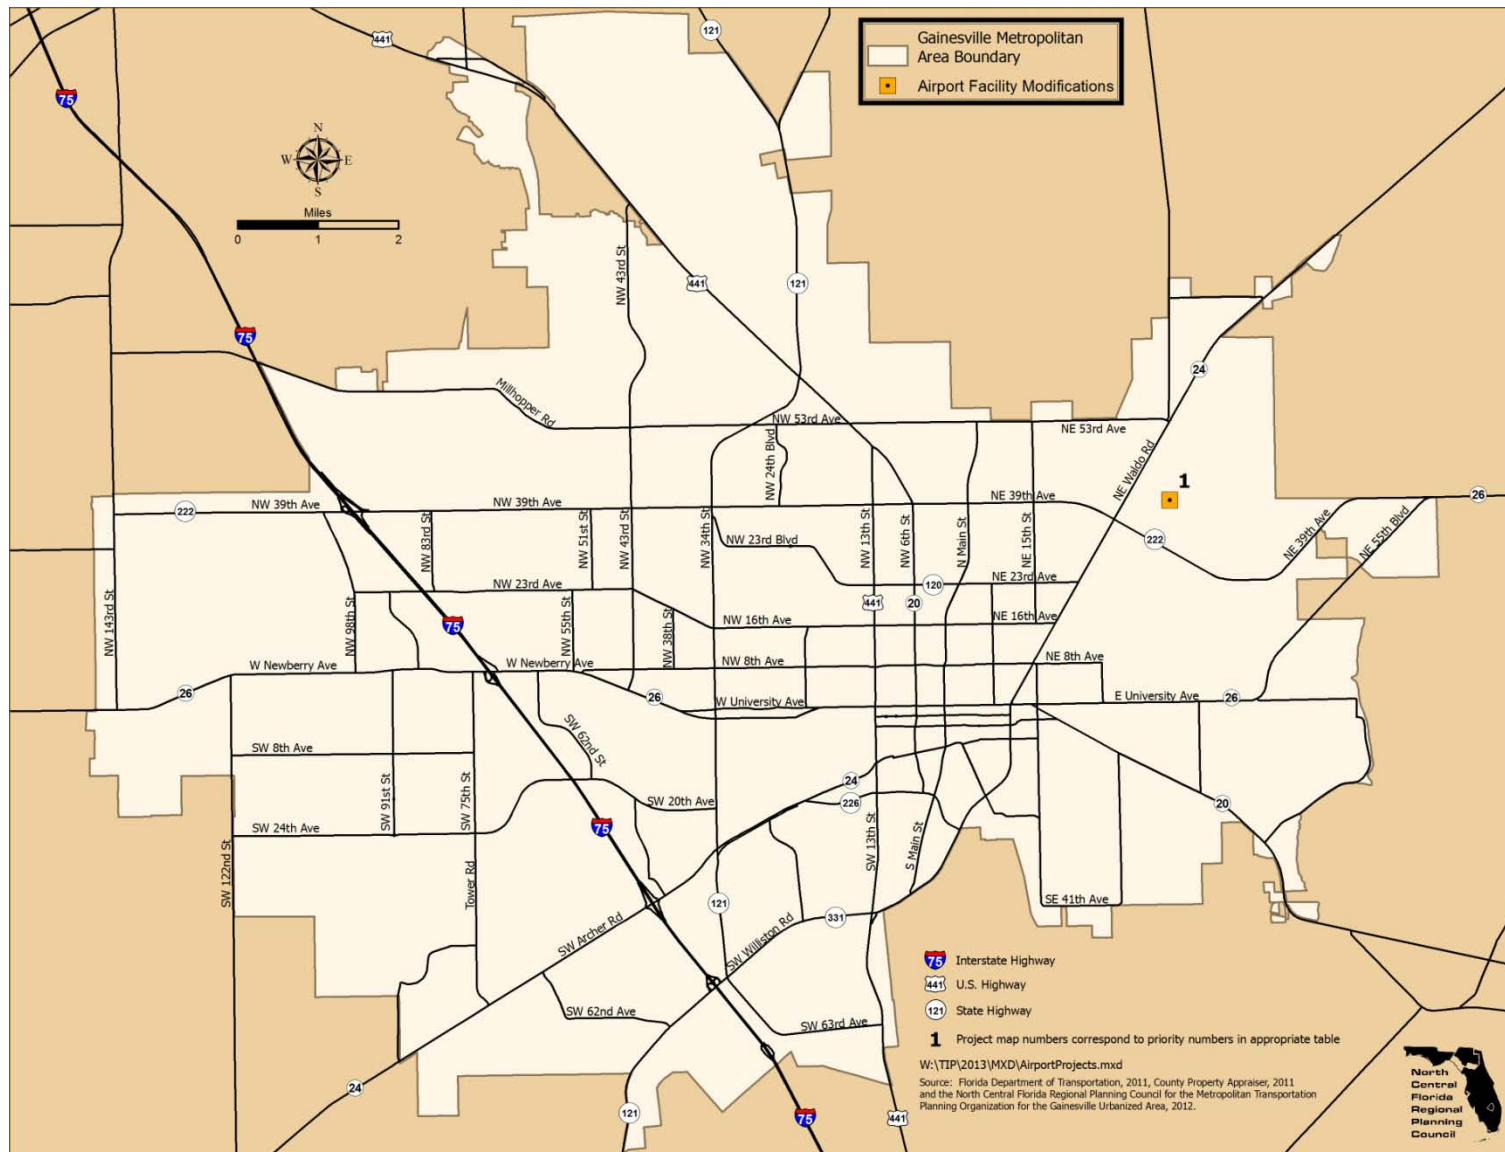 Gainesville Metropolitan
Area Boundary
Airport Facility Modifications
441
121
75
N
W
E
S
Miles
0 1 2
NW 43rd St
441
121
75
24
Millhopper Rd
NW 53rd Ave
NE 53rd Ave
NW 24th Blvd
NE Waldo Rd
1
26
222
NW 39th Ave
NW 39th Ave
NE 39th Ave
222
NE 39th Ave
NE 55th Blvd
NW 83rd St
NW 51st St
NW 43rd St
NW 34th St
NW 23rd Blvd
NW 13th St
NW 6th St
N Main St
NE 15th St
NW 143rd St
NW 98th St
NW 23rd Ave
120
NE 23rd Ave
75
NW 55th St
NW 38th St
441
20
NW 16th Ave
NE 16th Ave
W Newberry Ave
W Newberry Ave
NW 8th Ave
NE 8th Ave
26
26
W University Ave
E University Ave
26
SW 62nd St
SW 8th Ave
SW 91st St
SW 75th St
24
226
20
SW 20th Ave
SW 24th Ave
75
SW 13th St
S Main St
SW 122nd St
Tower Rd
121
SE 41th Ave
SW Archer Rd
SW Williston Rd
331
SW 62nd Ave
SW 63rd Ave
24
121
75
441
75 Interstate Highway
441 U.S. Highway
121 State Highway
1 Project map numbers correspond to priority numbers in appropriate table
W:\TIP\2013\MXD\AirportProjects.mxd
Source: Florida Department of Transportation, 2011, County Property Appraiser, 2011
and the North Central Florida Regional Planning Council for the Metropolitan Transportation
Planning Organization for the Gainesville Urbanized Area, 2012.
North
Central
Florida
Regional
Planning
Council